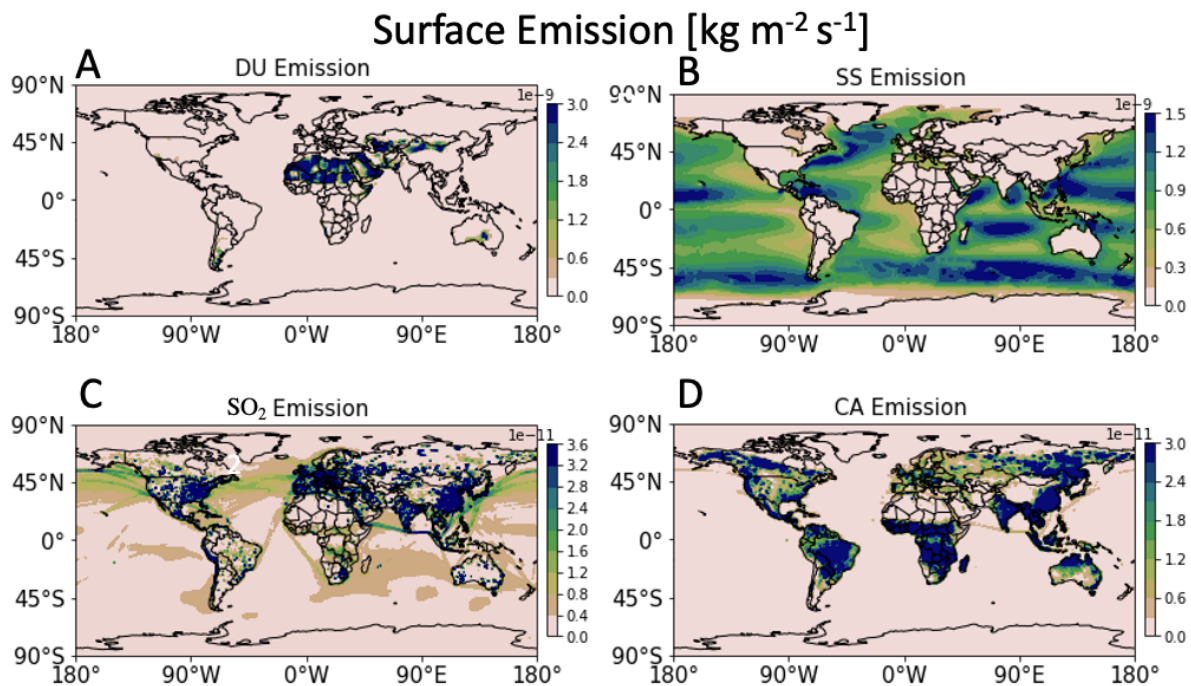 Surface Emission [kg m⁻² s⁻¹]
A
DU Emission
1e−9
90°N
45°N
0°
45°S
90°S
180°
90°W
0°W
90°E
180°
3.0
2.4
1.8
1.2
0.6
0.0
B
SS Emission
1e−9
90°N
45°N
0°
45°S
90°S
180°
90°W
0°W
90°E
180°
1.5
1.2
0.9
0.6
0.3
0.0
C
SO₂ Emission
1e−11
90°N
45°N
0°
45°S
90°S
180°
90°W
0°W
90°E
180°
3.6
3.2
2.8
2.4
2.0
1.6
1.2
0.8
0.4
0.0
2
D
CA Emission
1e−11
90°N
45°N
0°
45°S
90°S
180°
90°W
0°W
90°E
180°
3.0
2.4
1.8
1.2
0.6
0.0